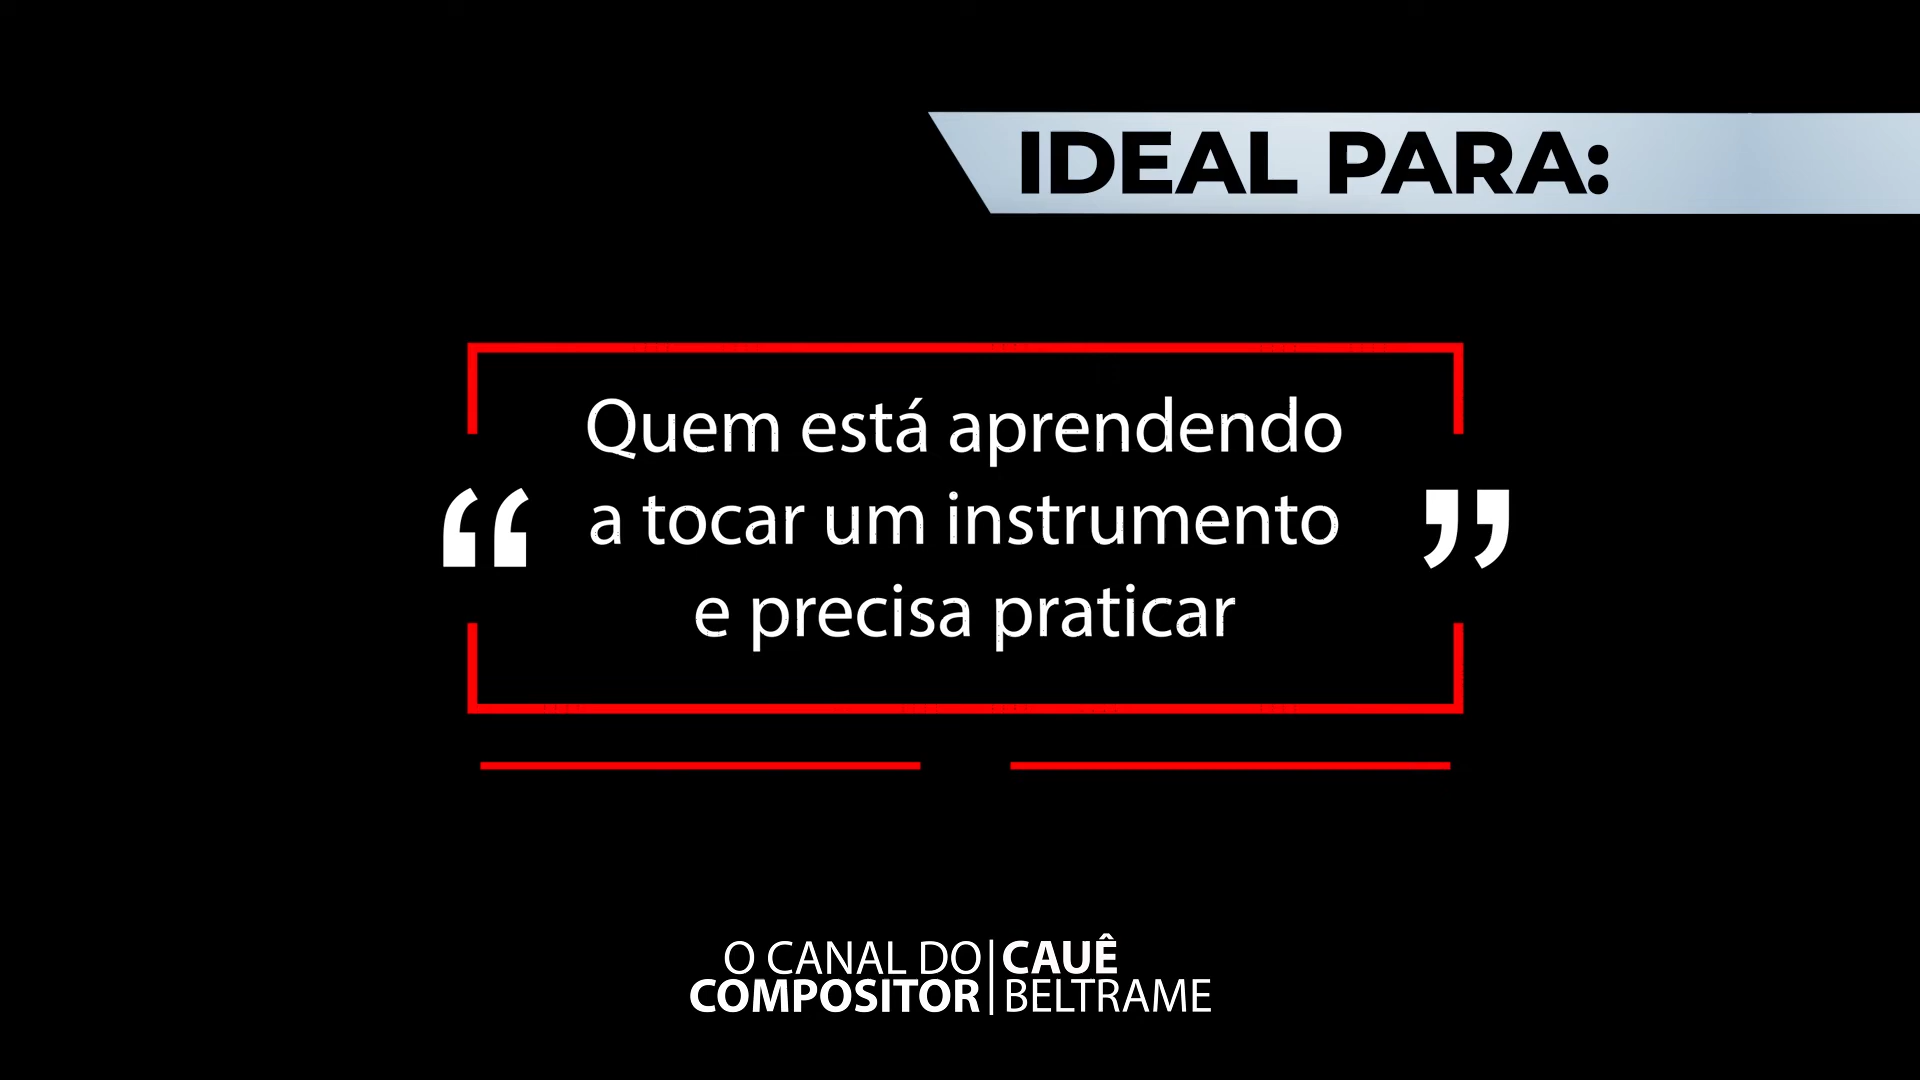 IDEAL PARA:
“Quem está aprendendo
a tocar um instrumento
e precisa praticar”
O CANAL DO
COMPOSITOR
CAUÊ
BELTRAME